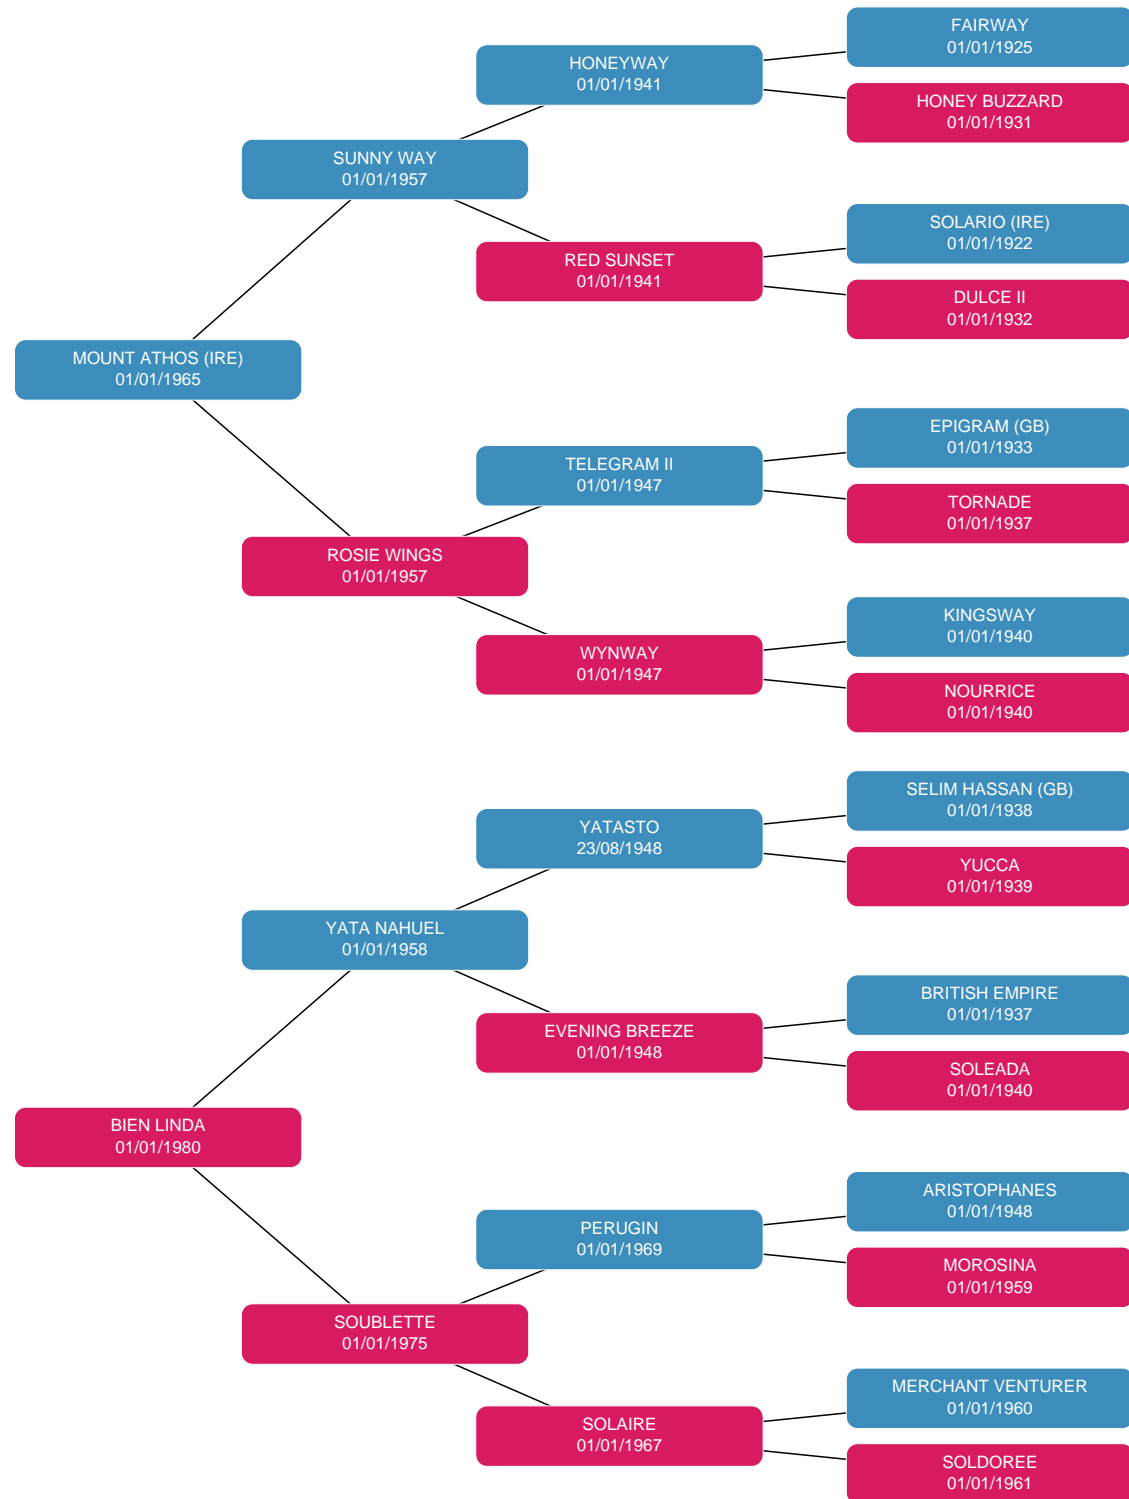 FAIRWAY
01/01/1925
HONEYWAY
01/01/1941
HONEY BUZZARD
01/01/1931
SUNNY WAY
01/01/1957
SOLARIO (IRE)
01/01/1922
RED SUNSET
01/01/1941
DULCE II
01/01/1932
MOUNT ATHOS (IRE)
01/01/1965
EPIGRAM (GB)
01/01/1933
TELEGRAM II
01/01/1947
TORNADE
01/01/1937
ROSIE WINGS
01/01/1957
KINGSWAY
01/01/1940
WYNWAY
01/01/1947
NOURRICE
01/01/1940
SELIM HASSAN (GB)
01/01/1938
YATASTO
23/08/1948
YUCCA
01/01/1939
YATA NAHUEL
01/01/1958
BRITISH EMPIRE
01/01/1937
EVENING BREEZE
01/01/1948
SOLEADA
01/01/1940
BIEN LINDA
01/01/1980
ARISTOPHANES
01/01/1948
PERUGIN
01/01/1969
MOROSINA
01/01/1959
SOUBLETTE
01/01/1975
MERCHANT VENTURER
01/01/1960
SOLAIRE
01/01/1967
SOLDOREE
01/01/1961